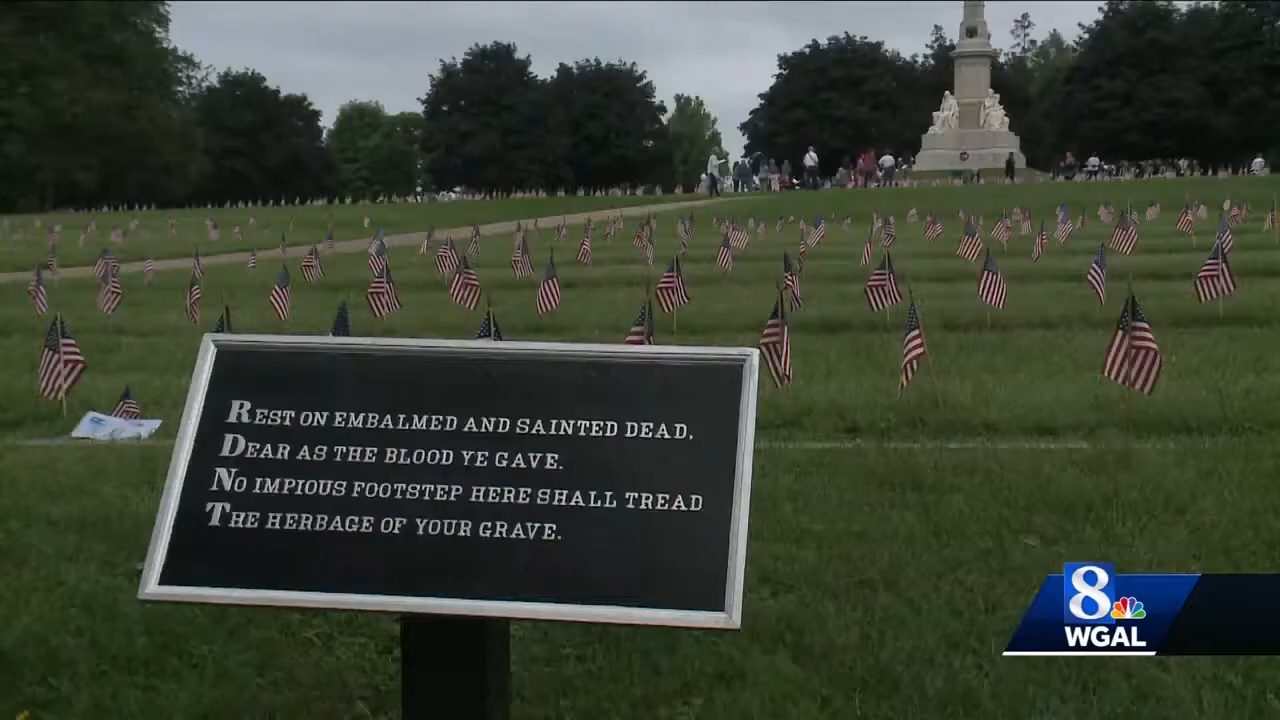 REST ON EMBALMED AND SAINTED DEAD,
DEAR AS THE BLOOD YE GAVE.
NO IMPIOUS FOOTSTEP HERE SHALL TREAD
THE HERBAGE OF YOUR GRAVE.
8
WGAL